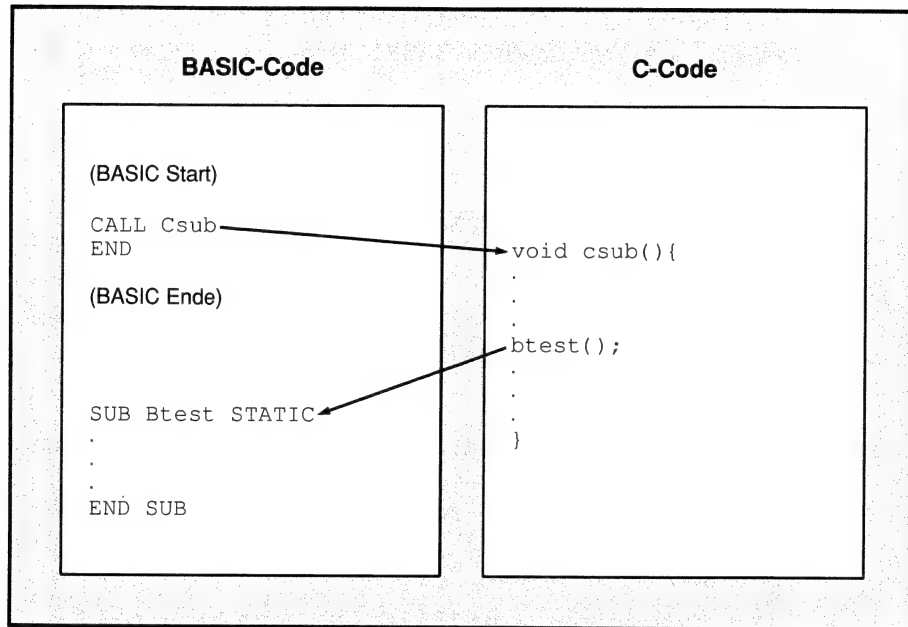 BASIC-Code
(BASIC Start)
CALL Csub
END
(BASIC Ende)
SUB Btest STATIC
.
.
.
END SUB
C-Code
void csub(){
.
.
.
btest();
.
.
.
}